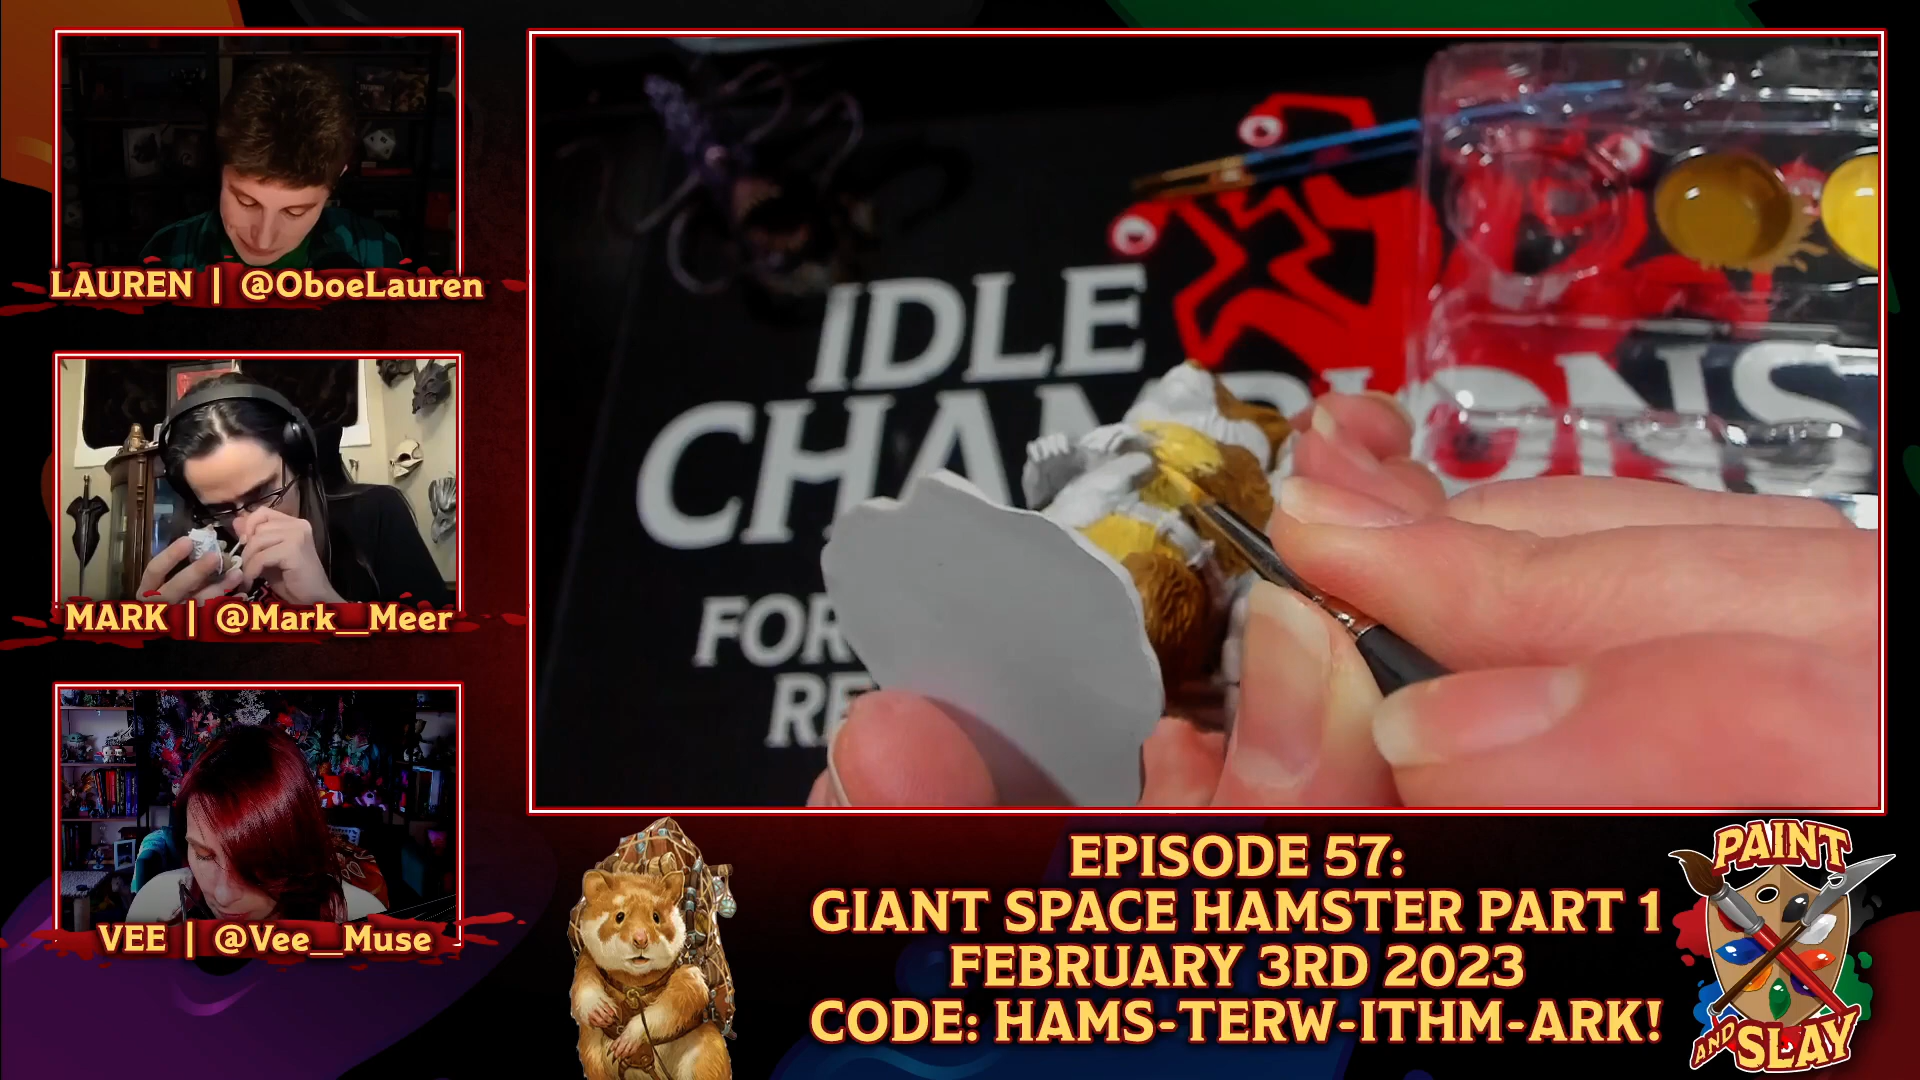 LAUREN | @OboeLauren
MARK | @Mark__Meer
VEE | @Vee__Muse
IDLE
CHAMPIONS
FOR
RE
EPISODE 57:
GIANT SPACE HAMSTER PART 1
FEBRUARY 3RD 2023
CODE: HAMS-TERW-ITHM-ARK!
PAINT
AND SLAY